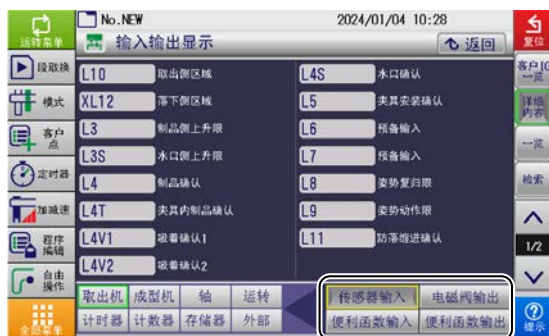 No.NEW 2024/01/04 10:28
运转菜单
输入输出显示
返回
复位
段取换
模式
客户点
定时器
加减速
程序编辑
自由操作
全部菜单
L10 取出侧区域
XL12 落下侧区域
L3 制品侧上升限
L3S 水口侧上升限
L4 制品确认
L4T 夹具内制品确认
L4V1 吸着确认1
L4V2 吸着确认2
L4S 水口确认
L5 夹具安装确认
L6 预备输入
L7 预备输入
L8 姿势复归限
L9 姿势动作限
L11 防落缩进确认
取出机 成型机 轴 运转
计时器 计数器 存储器 外部
传感器输入 电磁阀输出
便利函数输入 便利函数输出
客户IO一览
详细内容
一览
检索
1/2
提示